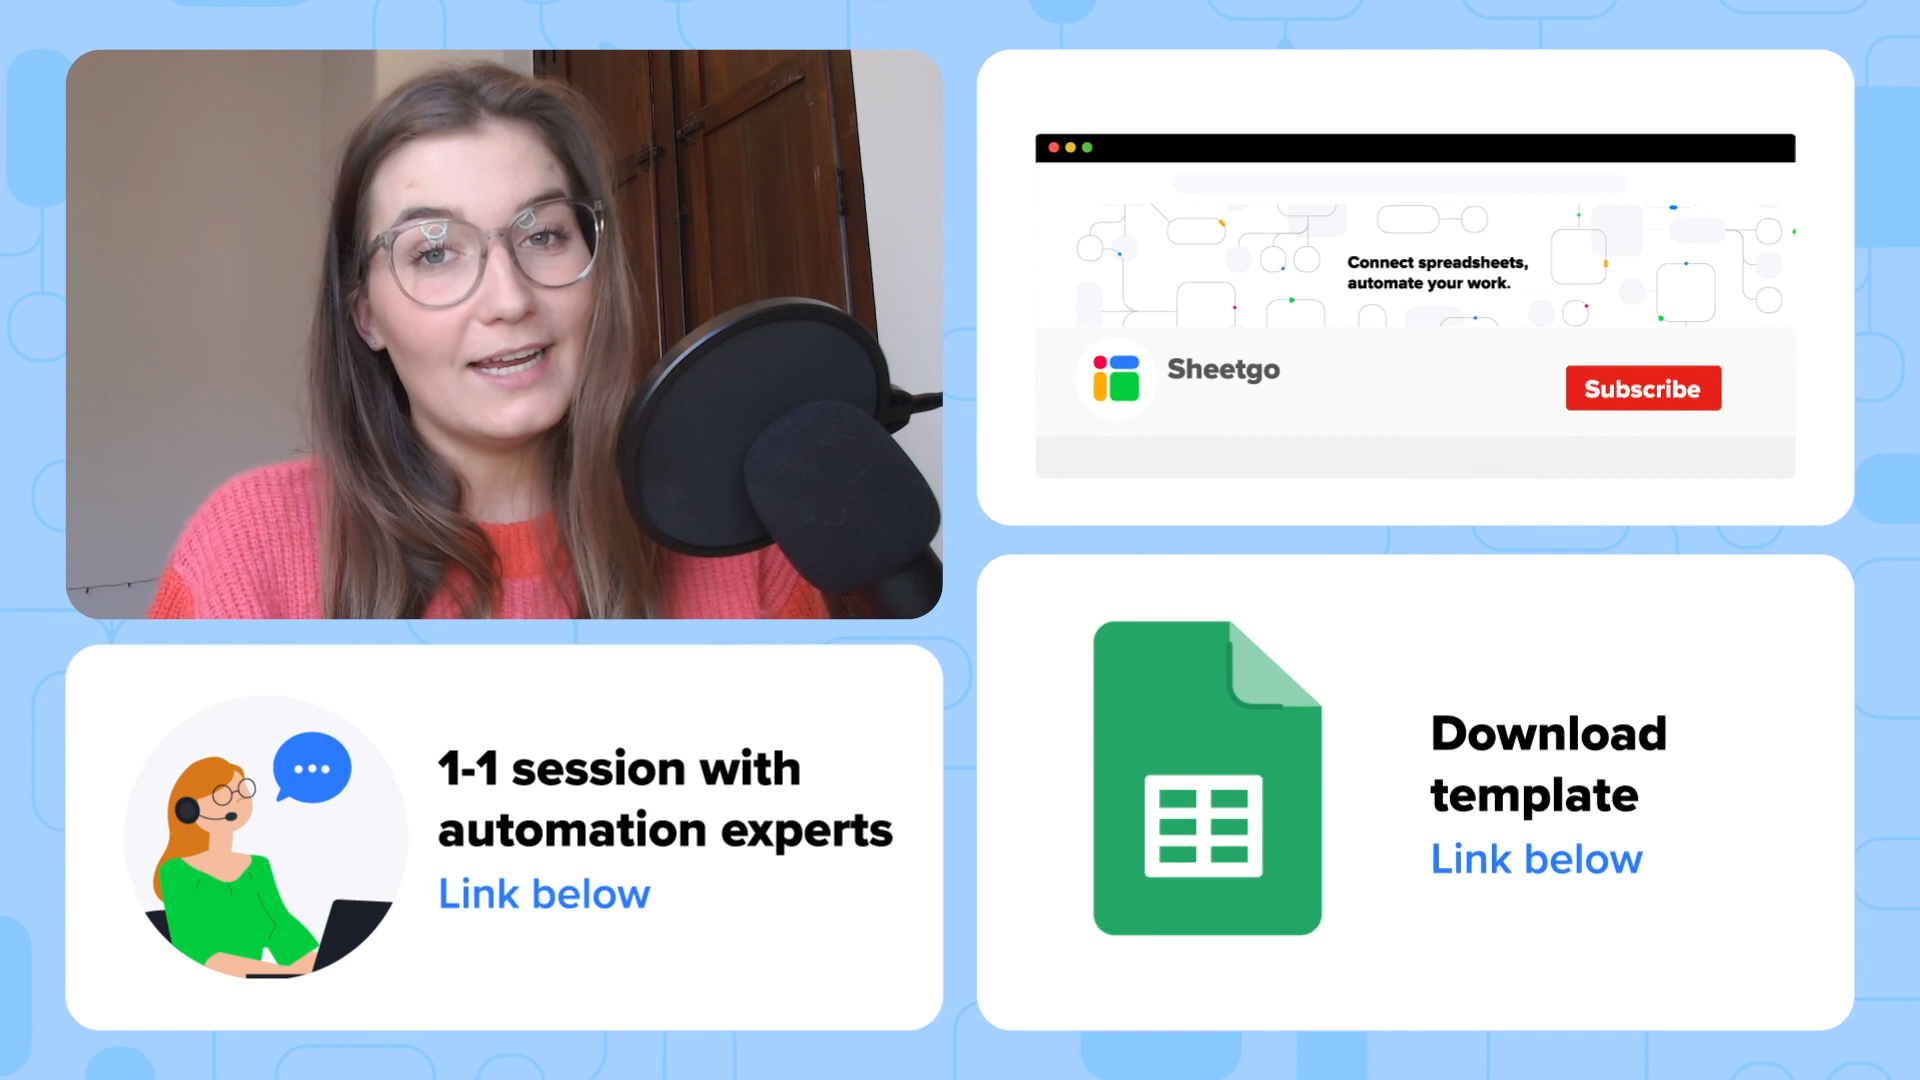 Connect spreadsheets,
automate your work.
Sheetgo
Subscribe
1-1 session with
automation experts
Link below
Download
template
Link below